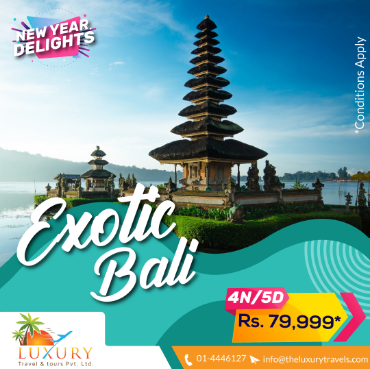 NEW YEAR
DELIGHTS
*Conditions Apply
Exotic
Bali
4N/5D
Rs. 79,999*
LUXURY
Travel & tours Pvt. Ltd.
01-4446127
info@theluxurytravels.com